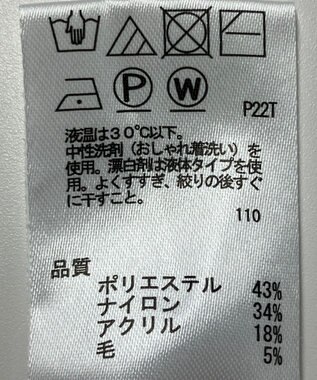 P W P22T
液温は30℃以下。
中性洗剤（おしゃれ着洗い）を
使用。漂白剤は液体タイプを使
用。よくすすぎ、絞りの後すぐ
に干すこと。
110
品質
ポリエステル 43%
ナイロン 34%
アクリル 18%
毛 5%